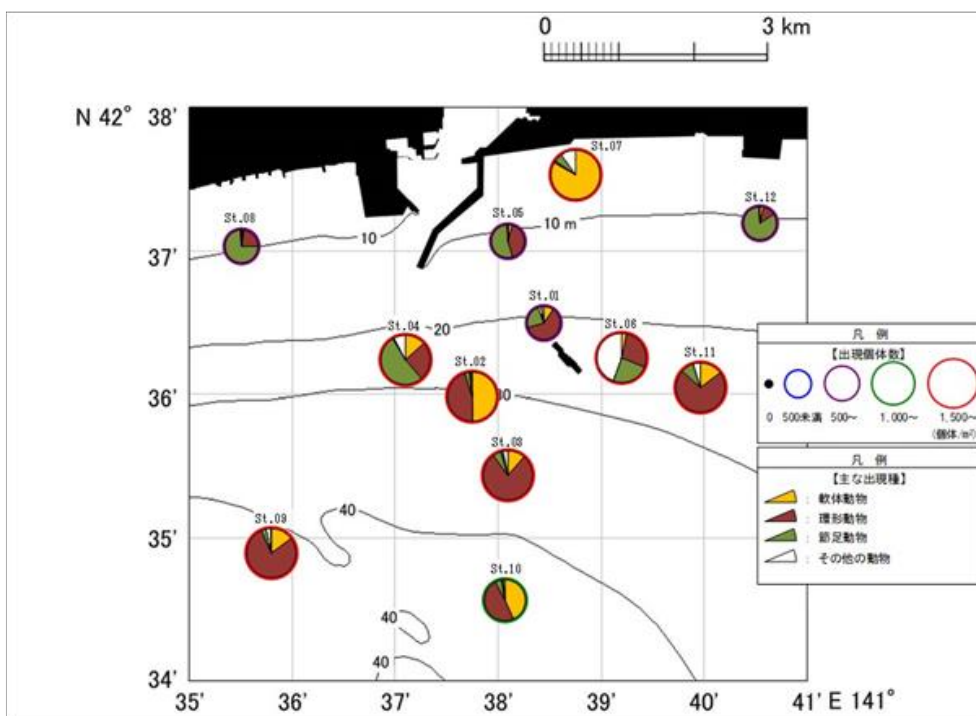 0 3 km
N 42° 38'
St.07
St.08
St.05
St.12
10
10 m
37'
St.01
St.04
~20
St.06
St.02
St.11
36'
30
St.08
35'
St.09
40
St.10
40
40
34'
35' 36' 37' 38' 39' 40' 41' E 141°
凡 例
【出現個体数】
0 500未満 500～ 1,000～ 1,500～
(個体/m²)
凡 例
【主な出現種】
: 軟体動物
: 環形動物
: 節足動物
: その他の動物